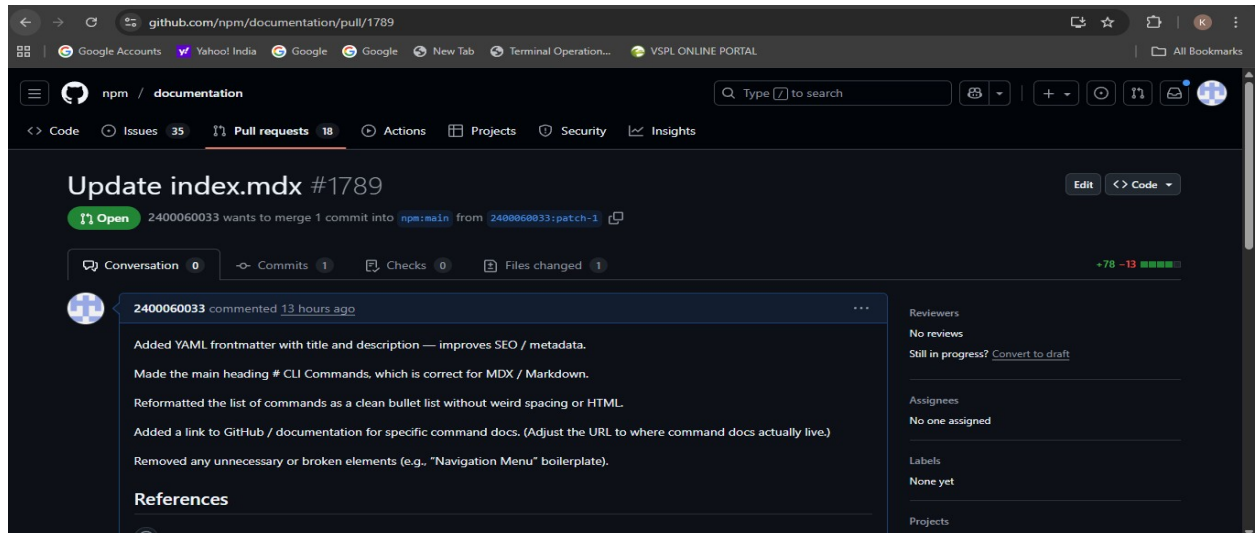 github.com/npm/documentation/pull/1789
K
Google Accounts Yahoo! India Google Google New Tab Terminal Operation... VSPL ONLINE PORTAL All Bookmarks
npm / documentation
Type / to search
Code Issues 35 Pull requests 18 Actions Projects Security Insights
Update index.mdx #1789
Edit <> Code
Open 2400060033 wants to merge 1 commit into npm:main from 2400060033:patch-1
Conversation 0 Commits 1 Checks 0 Files changed 1 +78 −13
2400060033 commented 13 hours ago ...
Added YAML frontmatter with title and description — improves SEO / metadata.
Made the main heading # CLI Commands, which is correct for MDX / Markdown.
Reformatted the list of commands as a clean bullet list without weird spacing or HTML.
Added a link to GitHub / documentation for specific command docs. (Adjust the URL to where command docs actually live.)
Removed any unnecessary or broken elements (e.g., “Navigation Menu” boilerplate).
References
Reviewers
No reviews
Still in progress? Convert to draft
Assignees
No one assigned
Labels
None yet
Projects